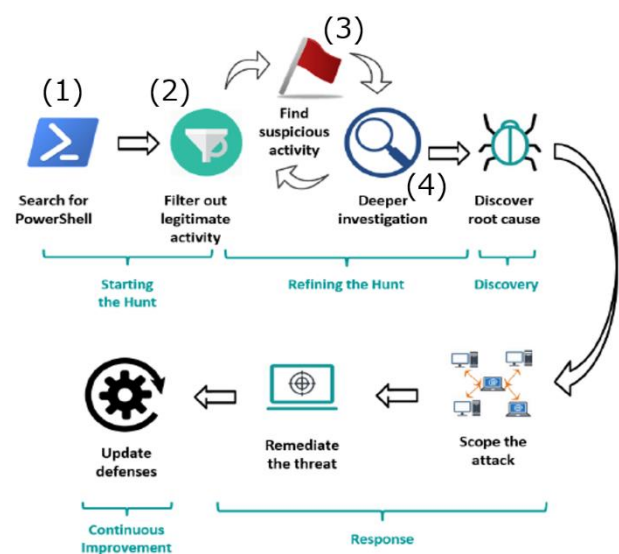 (1)
Search for
PowerShell
(2)
Filter out
legitimate
activity
(3)
Find
suspicious
activity
(4)
Deeper
investigation
Discover
root cause
Starting
the Hunt
Refining the Hunt
Discovery
Scope the
attack
Remediate
the threat
Update
defenses
Response
Continuous
Improvement